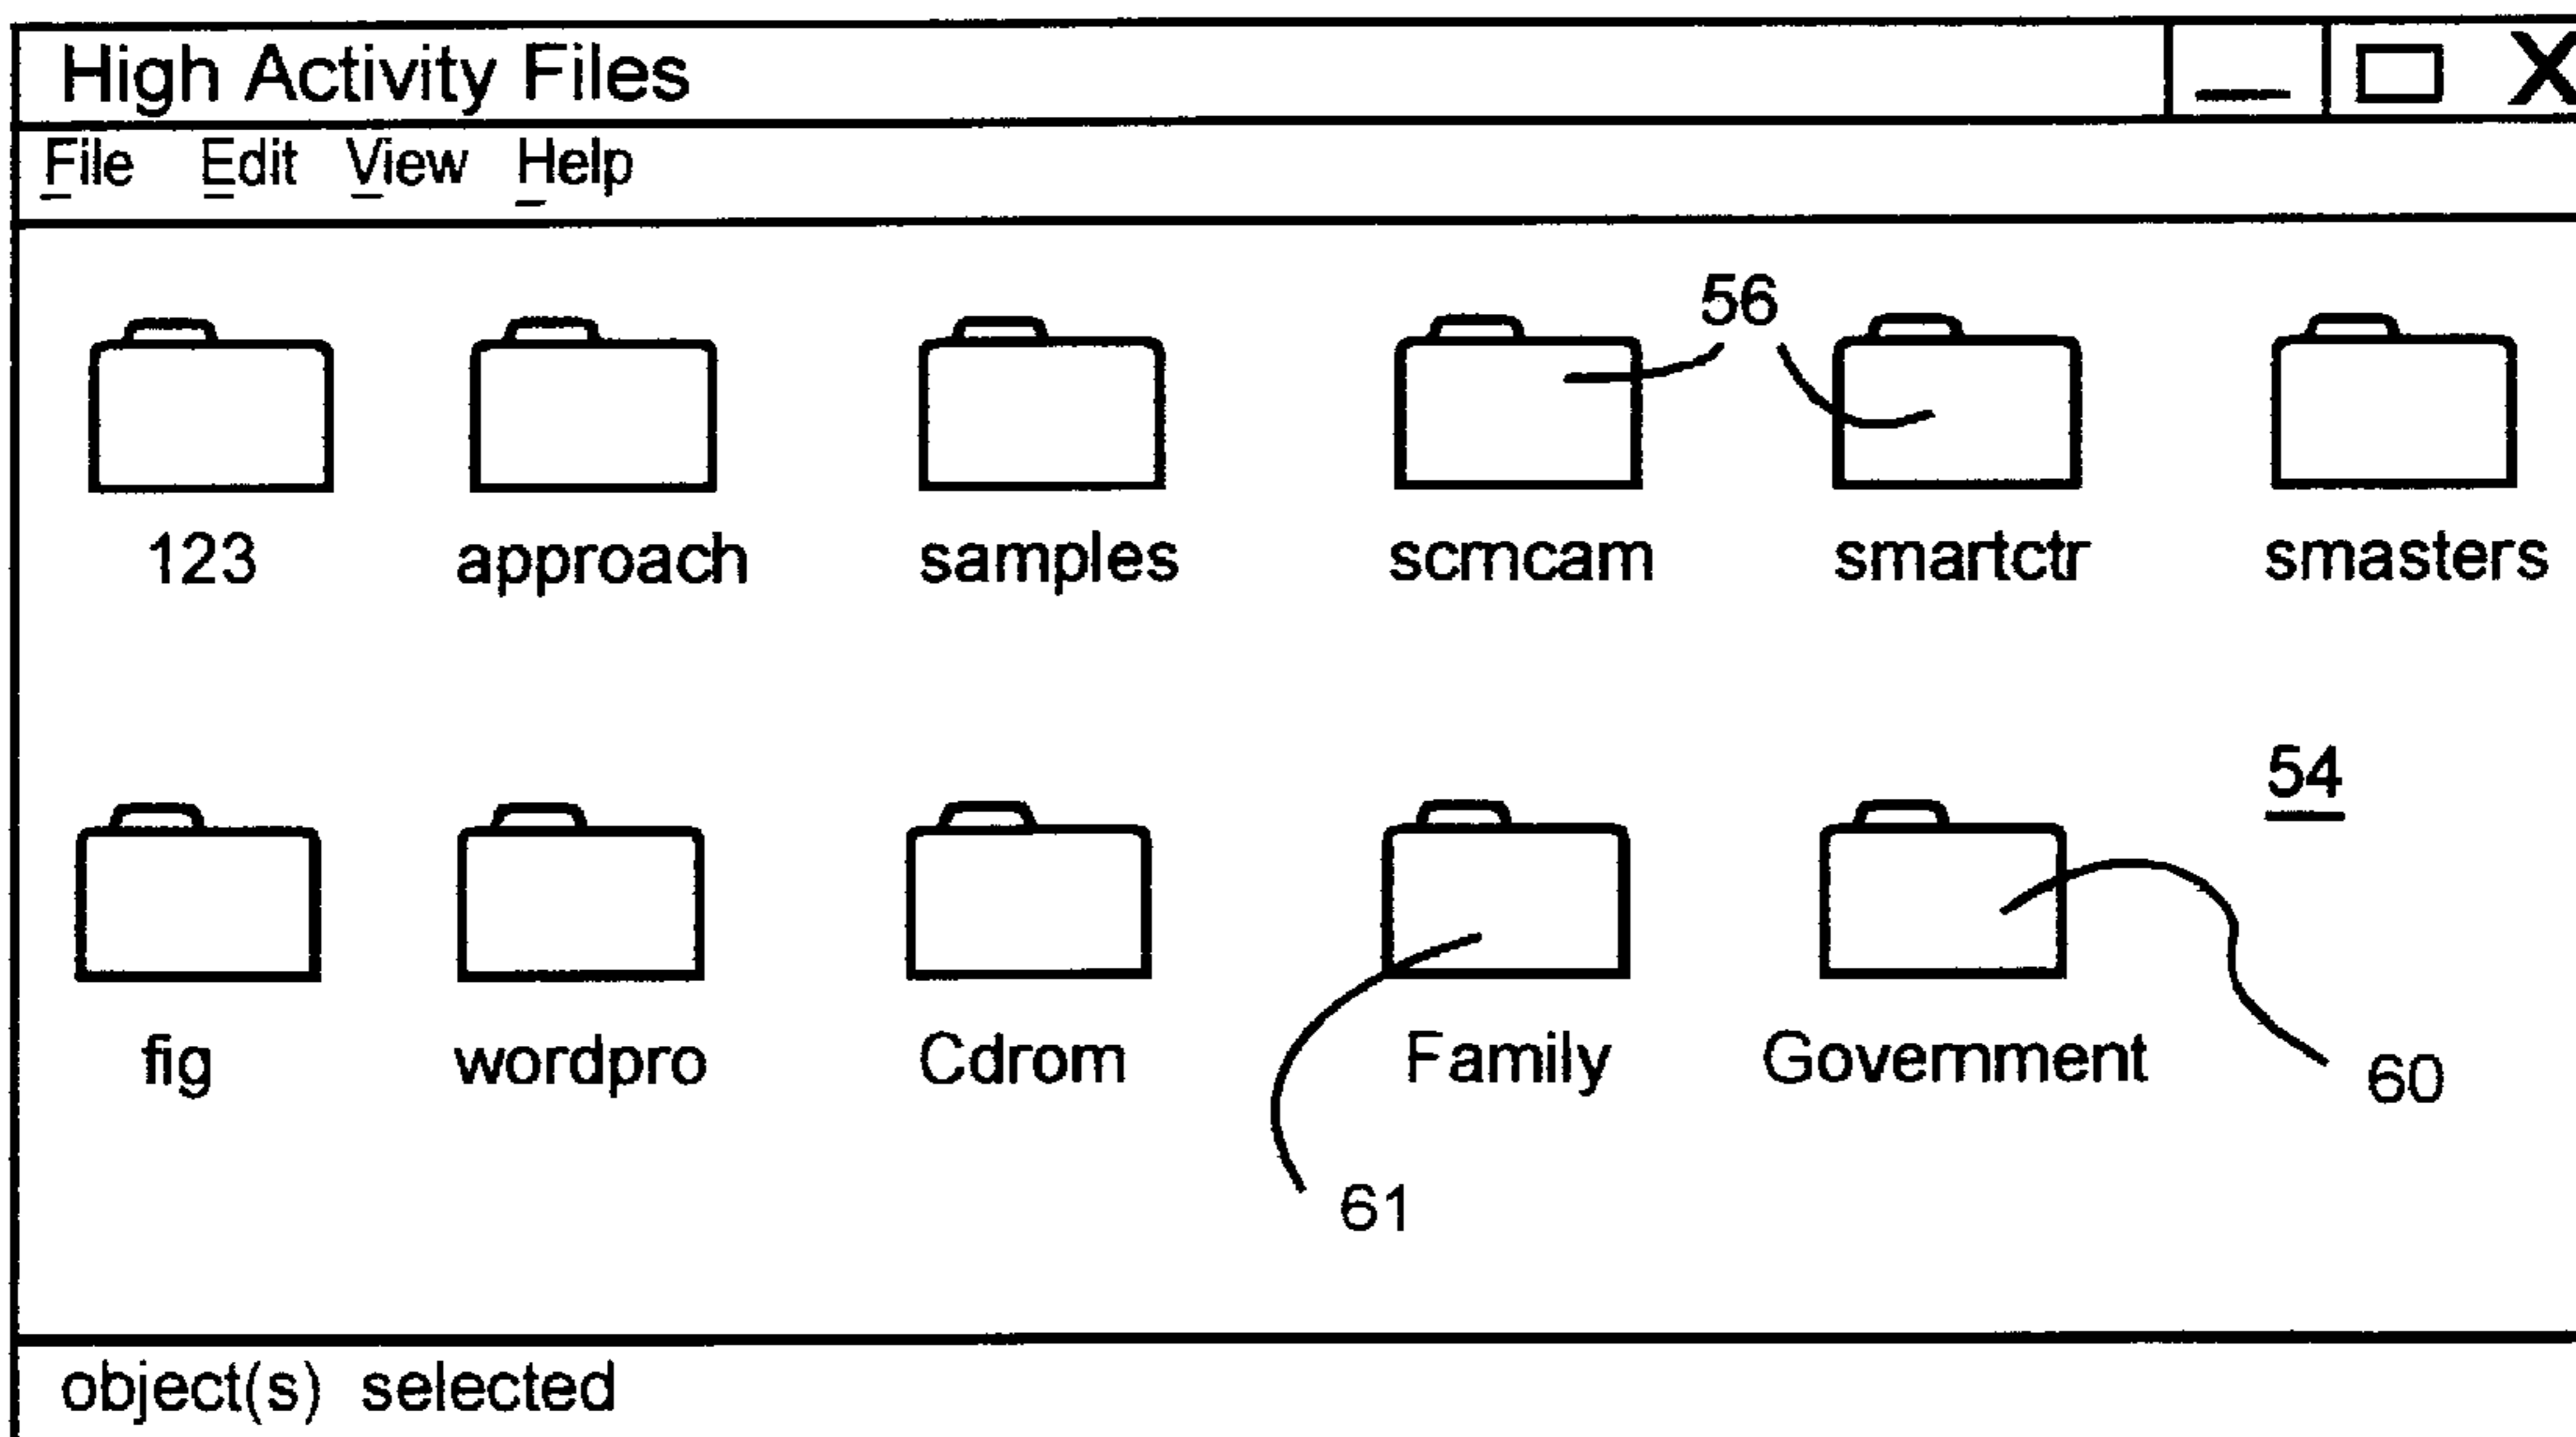 High Activity Files
File Edit View Help
56
123 approach samples scmcam smartctr smasters
54
fig wordpro Cdrom Family Government
60
61
object(s) selected